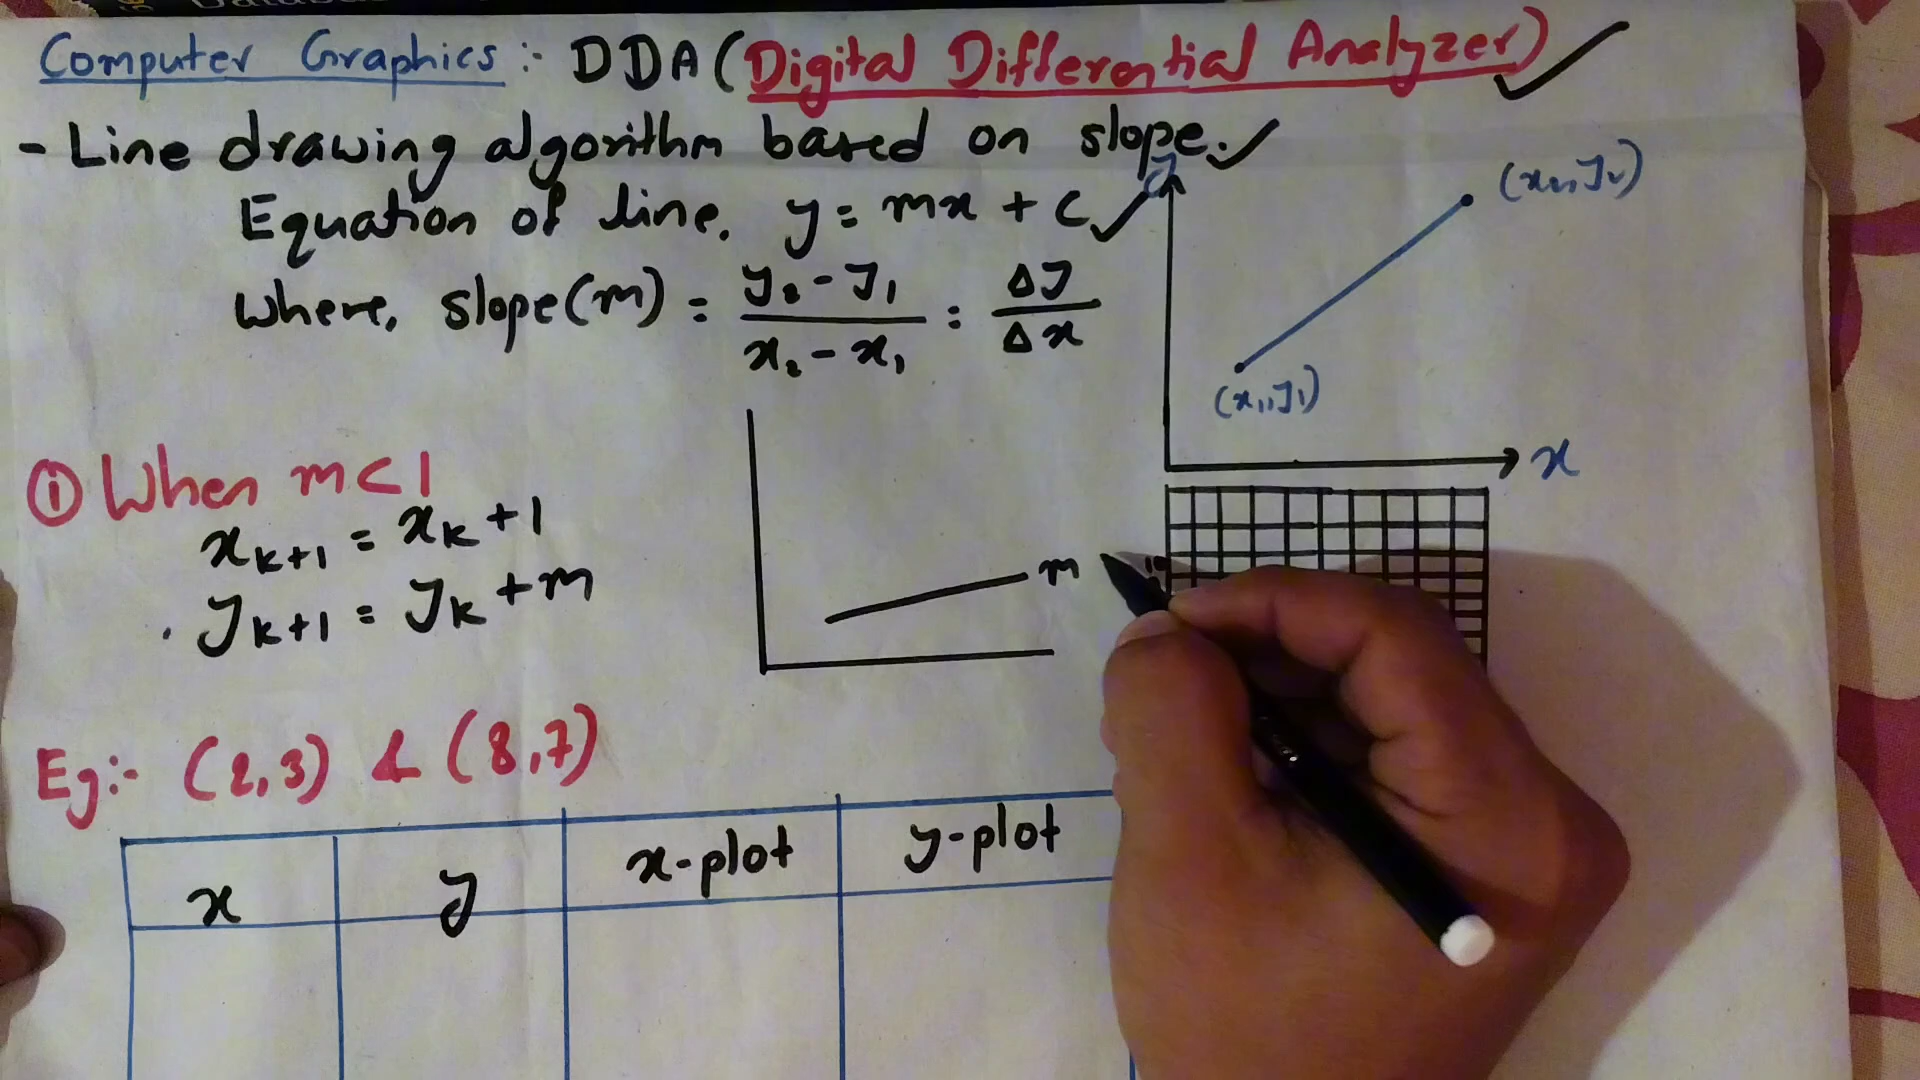 Computer Graphics :- DDA (Digital Differential Analyzer)
- Line drawing algorithm based on slope.
Equation of line. y = mx + c
Where, slope(m) = y₂ - y₁ / x₂ - x₁ = Δy / Δx
y
(x₂, y₂)
(x₁, y₁)
x
① When m < 1
xₖ₊₁ = xₖ + 1
yₖ₊₁ = yₖ + m
m
10
Eg:- (2,3) & (8,7)
x y x-plot y-plot